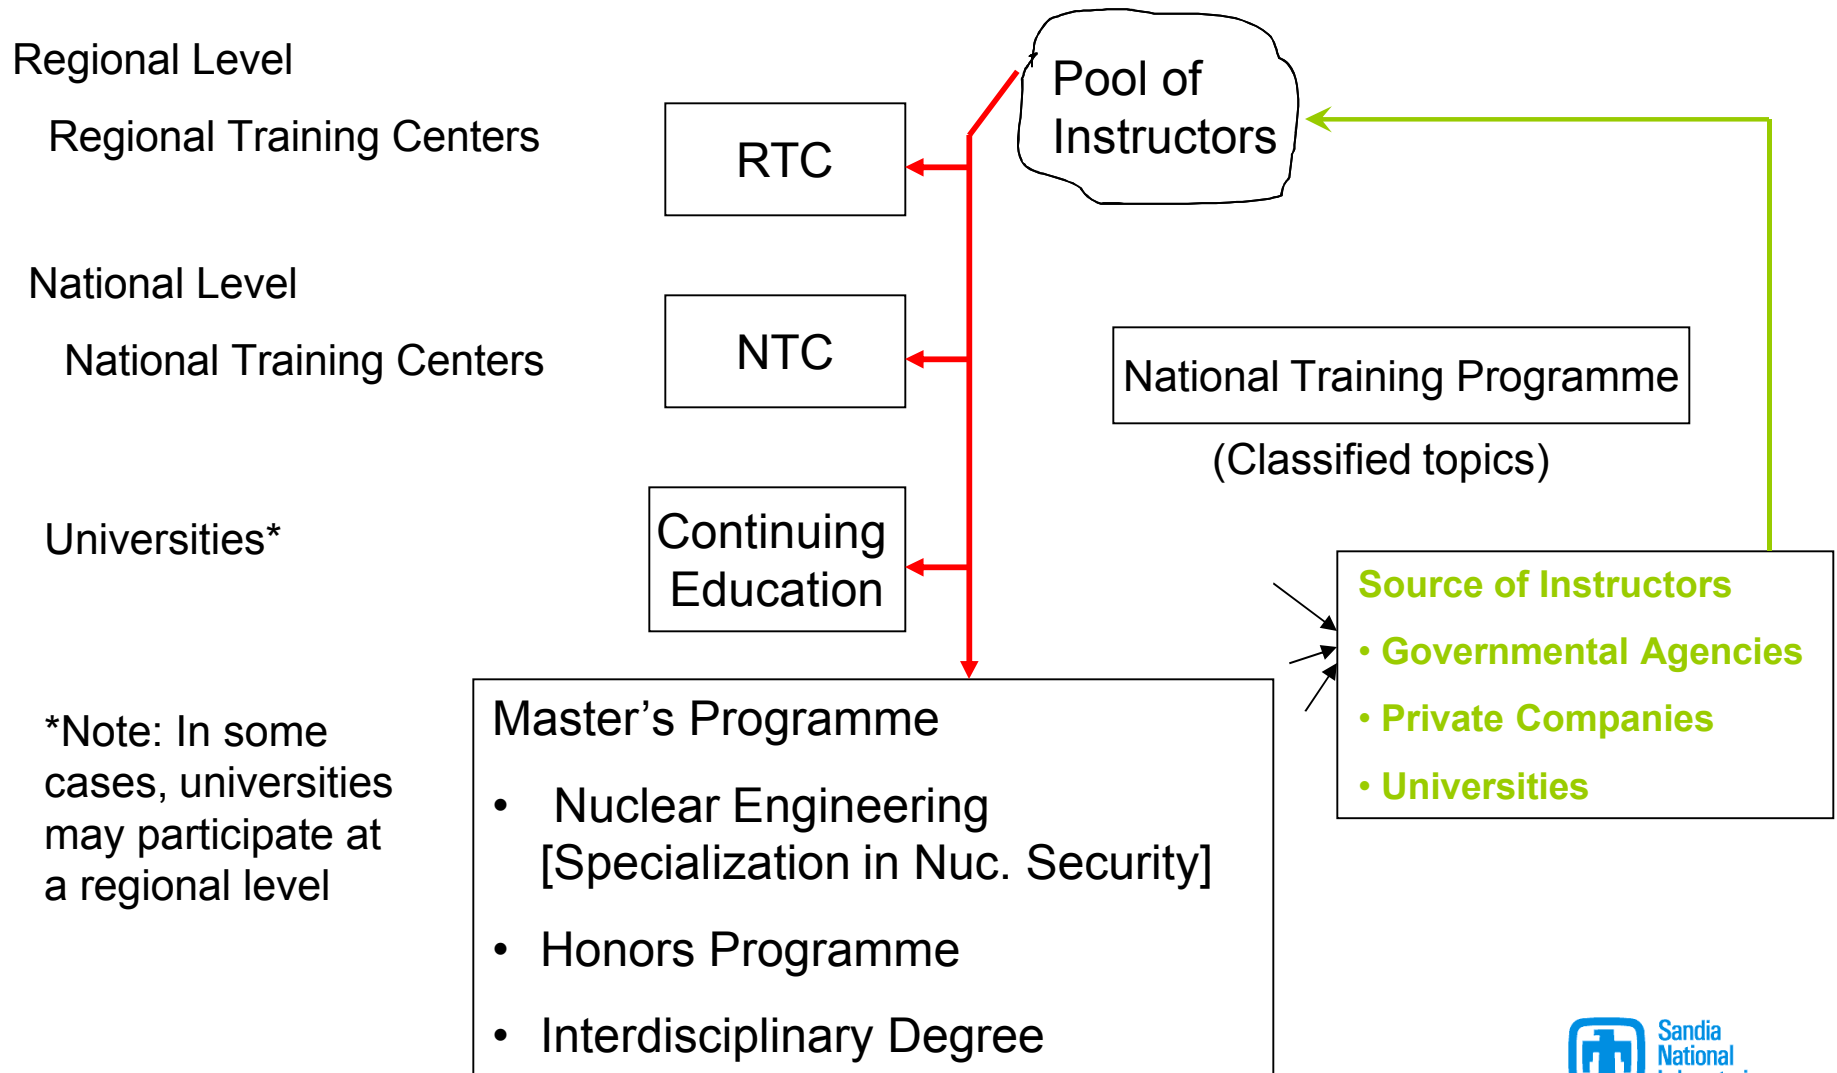 Regional Level
Regional Training Centers
RTC
Pool of
Instructors
National Level
National Training Centers
NTC
National Training Programme
(Classified topics)
Universities*
Continuing
Education
Source of Instructors
• Governmental Agencies
• Private Companies
• Universities
*Note: In some
cases, universities
may participate at
a regional level
Master’s Programme
• Nuclear Engineering
[Specialization in Nuc. Security]
• Honors Programme
• Interdisciplinary Degree
Sandia
National